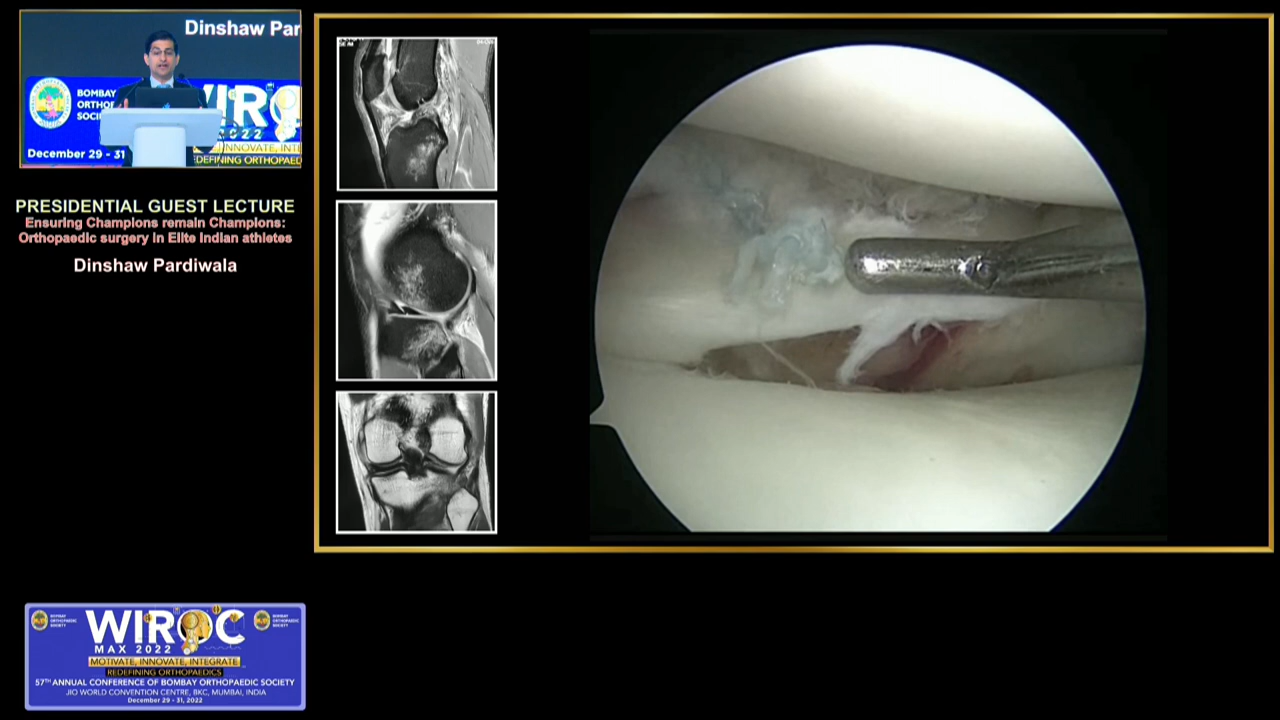 Dinshaw Par
BOMBAY
ORTHOP
SOCI
WIRO
2022
INNOVATE, INTE
December 29 - 31
REDEFINING ORTHOPAED
PRESIDENTIAL GUEST LECTURE
Ensuring Champions remain Champions:
Orthopaedic surgery in Elite Indian athletes
Dinshaw Pardiwala
BOMBAY
ORTHOPAEDIC
SOCIETY
WIROC
BOMBAY
ORTHOPAEDIC
SOCIETY
MAX 2022
MOTIVATE, INNOVATE, INTEGRATE
REDEFINING ORTHOPAEDICS
57TH ANNUAL CONFERENCE OF BOMBAY ORTHOPAEDIC SOCIETY
JIO WORLD CONVENTION CENTRE, BKC, MUMBAI, INDIA
December 29 - 31, 2022